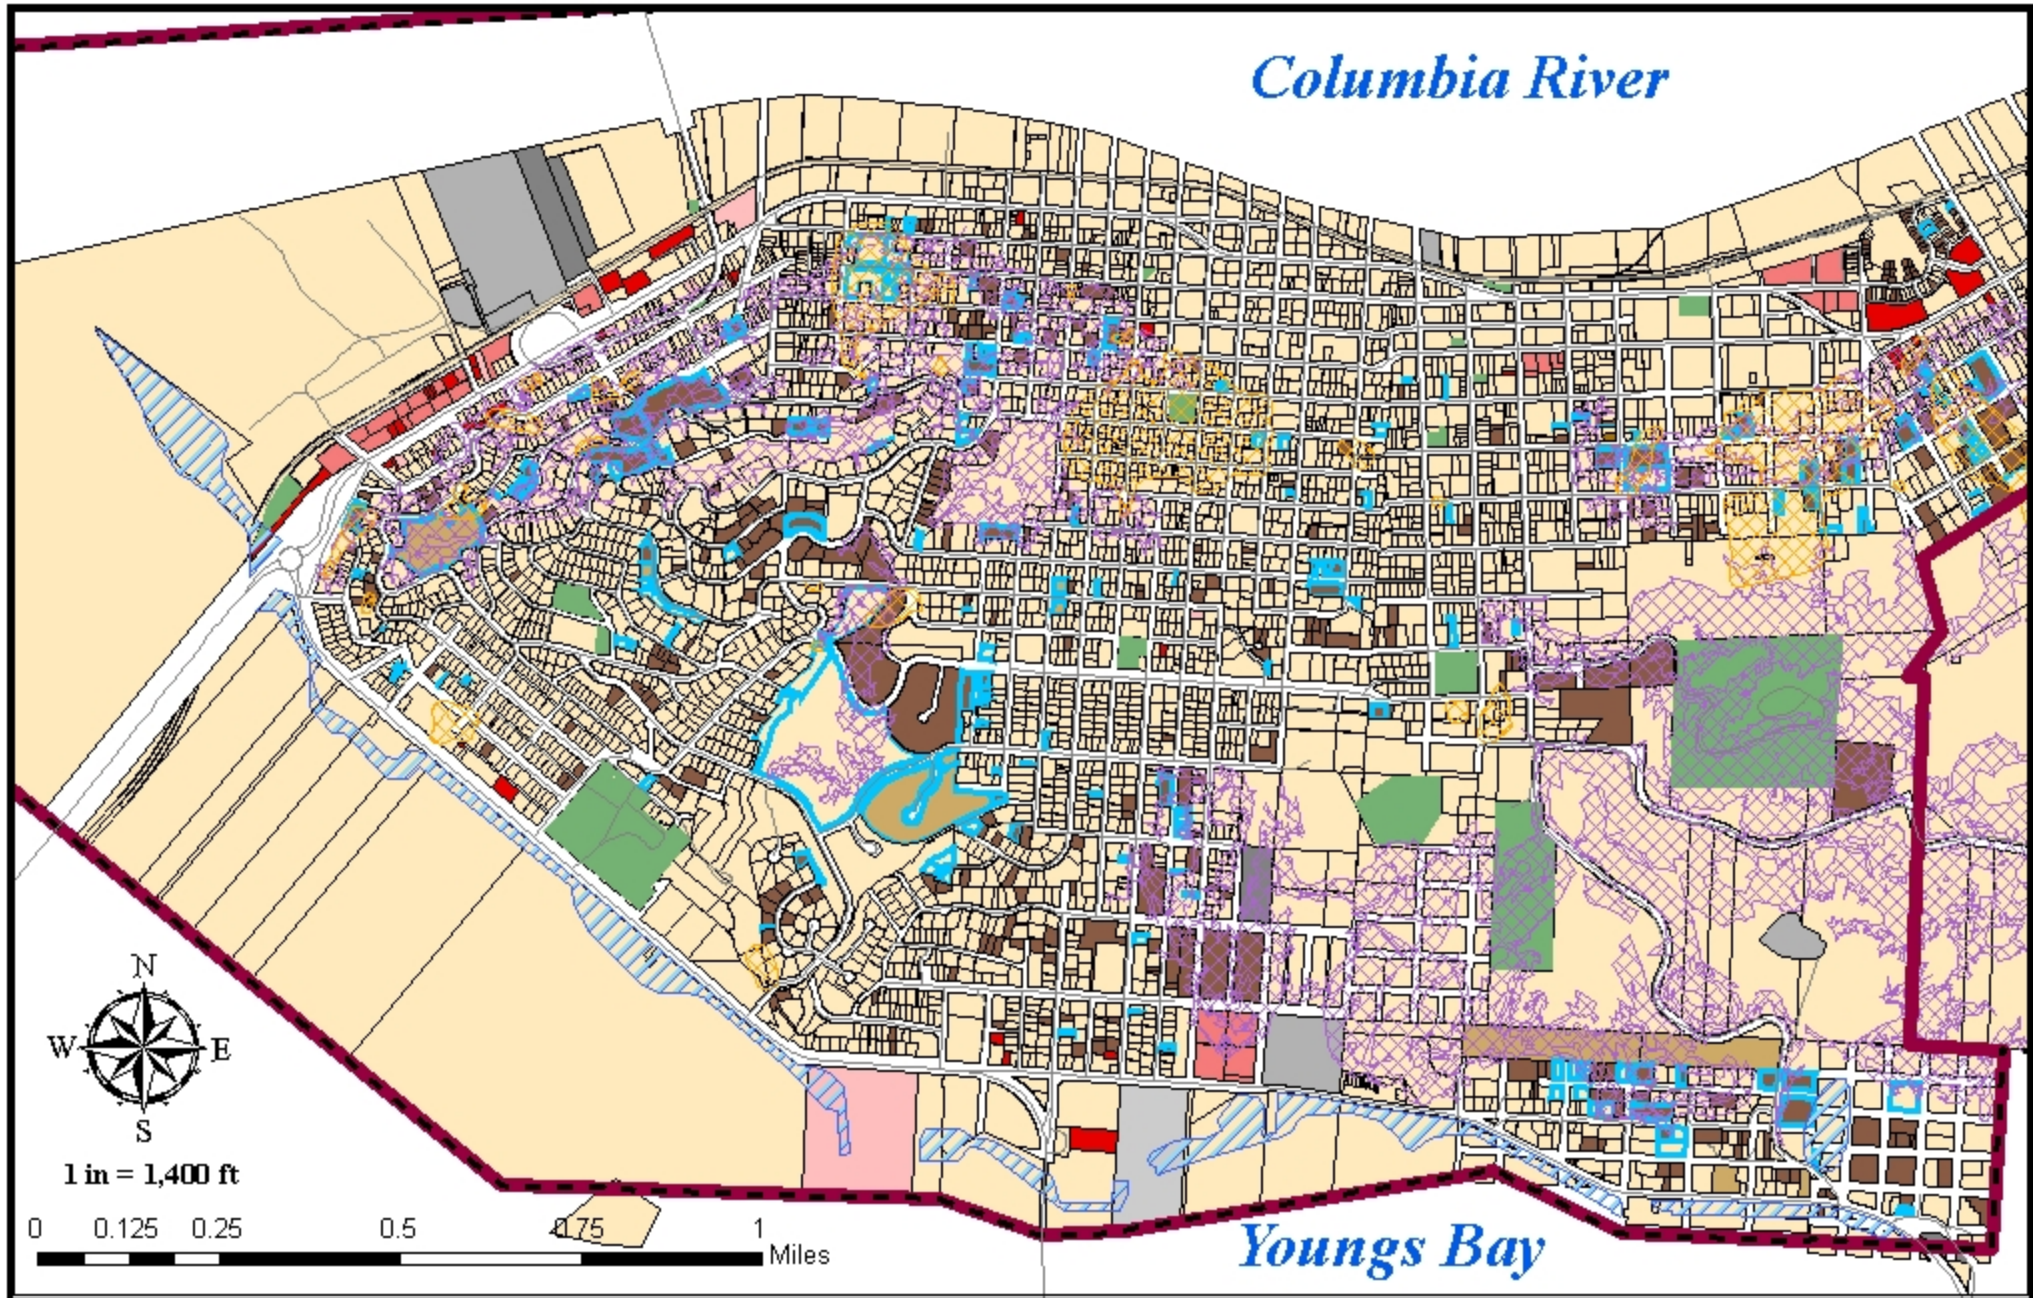 Columbia River
N
W E
S
1 in = 1,400 ft
0 0.125 0.25 0.5 0.75 1
Miles
Youngs Bay